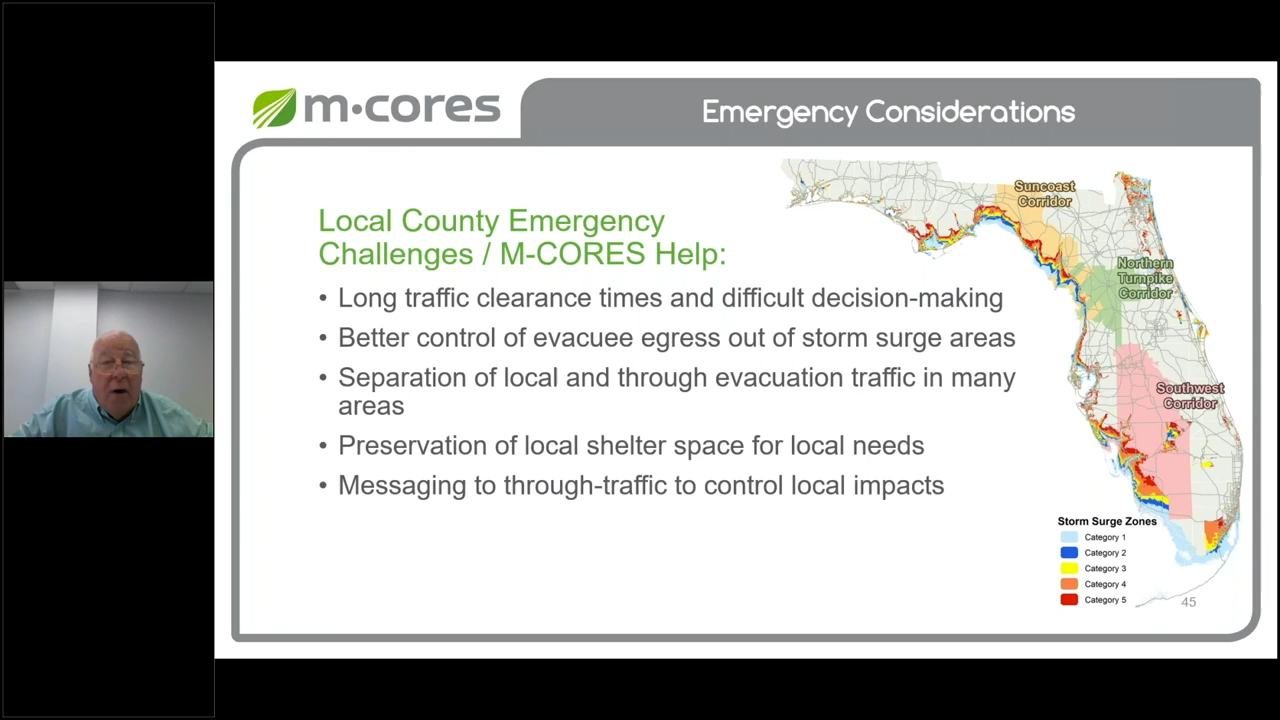 m·cores
Emergency Considerations
Local County Emergency
Challenges / M-CORES Help:
• Long traffic clearance times and difficult decision-making
• Better control of evacuee egress out of storm surge areas
• Separation of local and through evacuation traffic in many
areas
• Preservation of local shelter space for local needs
• Messaging to through-traffic to control local impacts
Suncoast
Corridor
Northern
Turnpike
Corridor
Southwest
Corridor
Storm Surge Zones
Category 1
Category 2
Category 3
Category 4
Category 5
45